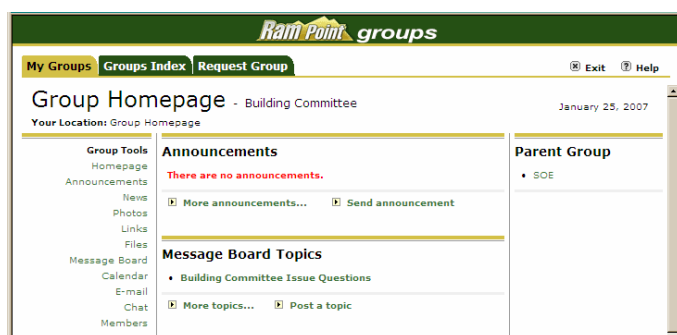 Ram Point groups
My Groups Groups Index Request Group Exit Help
Group Homepage - Building Committee January 25, 2007
Your Location: Group Homepage
Group Tools
Homepage
Announcements
News
Photos
Links
Files
Message Board
Calendar
E-mail
Chat
Members
Announcements
There are no announcements.
More announcements... Send announcement
Message Board Topics
• Building Committee Issue Questions
More topics... Post a topic
Parent Group
• SOE